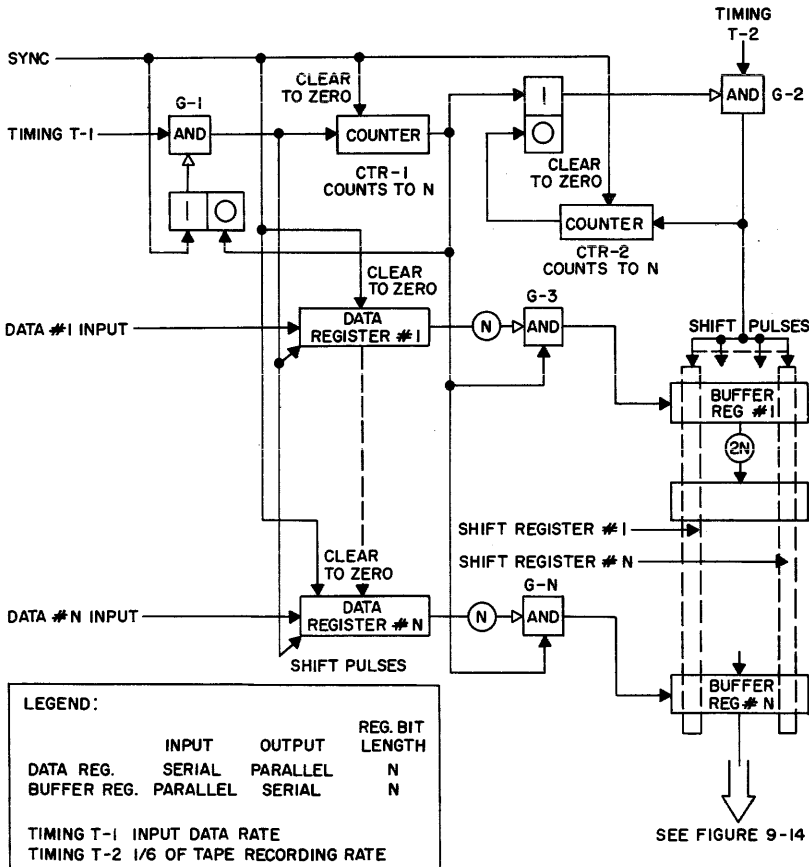 TIMING
T-2
SYNC
CLEAR
TO ZERO
G-1
AND
TIMING T-1
COUNTER
CTR-1
COUNTS TO N
1
0
1
0
AND
G-2
CLEAR
TO ZERO
COUNTER
CTR-2
COUNTS TO N
CLEAR
TO ZERO
DATA #1 INPUT
DATA
REGISTER #1
N
G-3
AND
SHIFT PULSES
BUFFER
REG #1
2N
SHIFT REGISTER #1
SHIFT REGISTER #N
CLEAR
TO ZERO
DATA #N INPUT
DATA
REGISTER #N
N
G-N
AND
SHIFT PULSES
BUFFER
REG# N
LEGEND:
INPUT OUTPUT REG. BIT LENGTH
DATA REG. SERIAL PARALLEL N
BUFFER REG. PARALLEL SERIAL N
TIMING T-1 INPUT DATA RATE
TIMING T-2 1/6 OF TAPE RECORDING RATE
SEE FIGURE 9-14